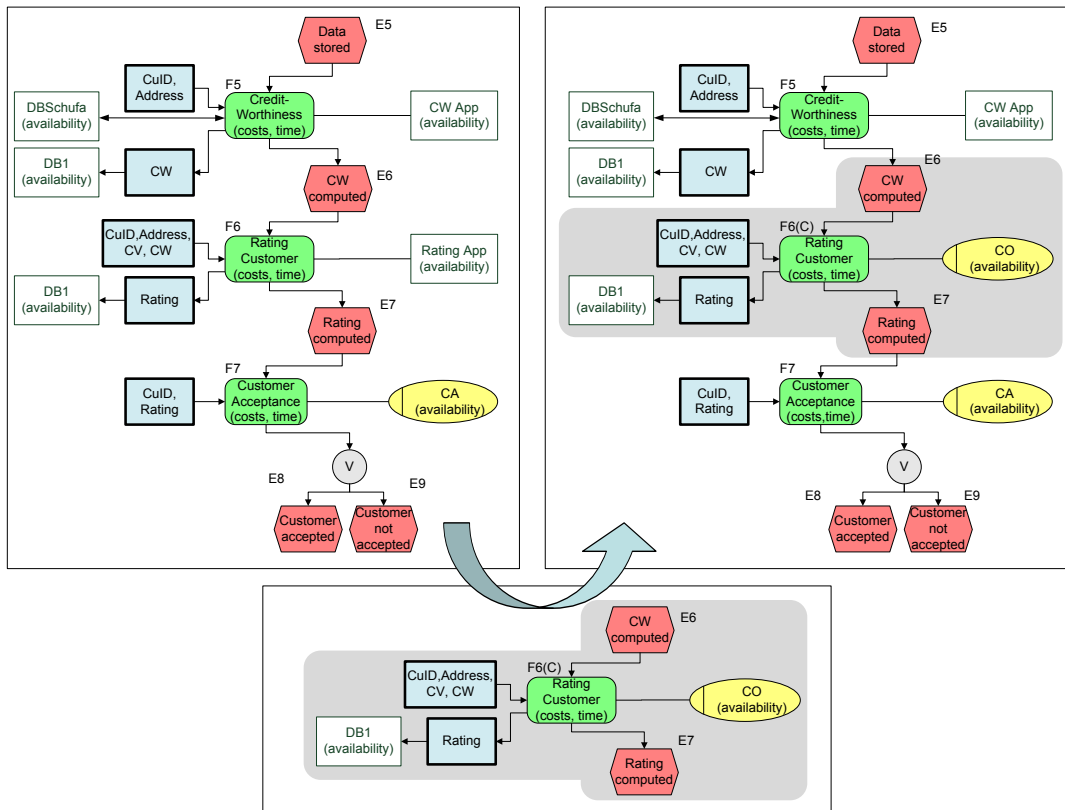 Data
stored
E5
CuID,
Address
F5
Credit-
Worthiness
(costs, time)
DBSchufa
(availability)
CW App
(availability)
DB1
(availability)
CW
E6
CW
computed
F6
CuID,Address,
CV, CW
Rating
Customer
(costs, time)
Rating App
(availability)
DB1
(availability)
Rating
E7
Rating
computed
F7
CuID,
Rating
Customer
Acceptance
(costs, time)
CA
(availability)
V
E8
E9
Customer
accepted
Customer
not
accepted
Data
stored
E5
CuID,
Address
F5
Credit-
Worthiness
(costs, time)
DBSchufa
(availability)
CW App
(availability)
DB1
(availability)
CW
E6
CW
computed
F6(C)
CuID,Address,
CV, CW
Rating
Customer
(costs, time)
CO
(availability)
DB1
(availability)
Rating
E7
Rating
computed
F7
CuID,
Rating
Customer
Acceptance
(costs,time)
CA
(availability)
V
E8
E9
Customer
accepted
Customer
not
accepted
CW
computed
E6
F6(C)
CuID,Address,
CV, CW
Rating
Customer
(costs, time)
CO
(availability)
DB1
(availability)
Rating
E7
Rating
computed